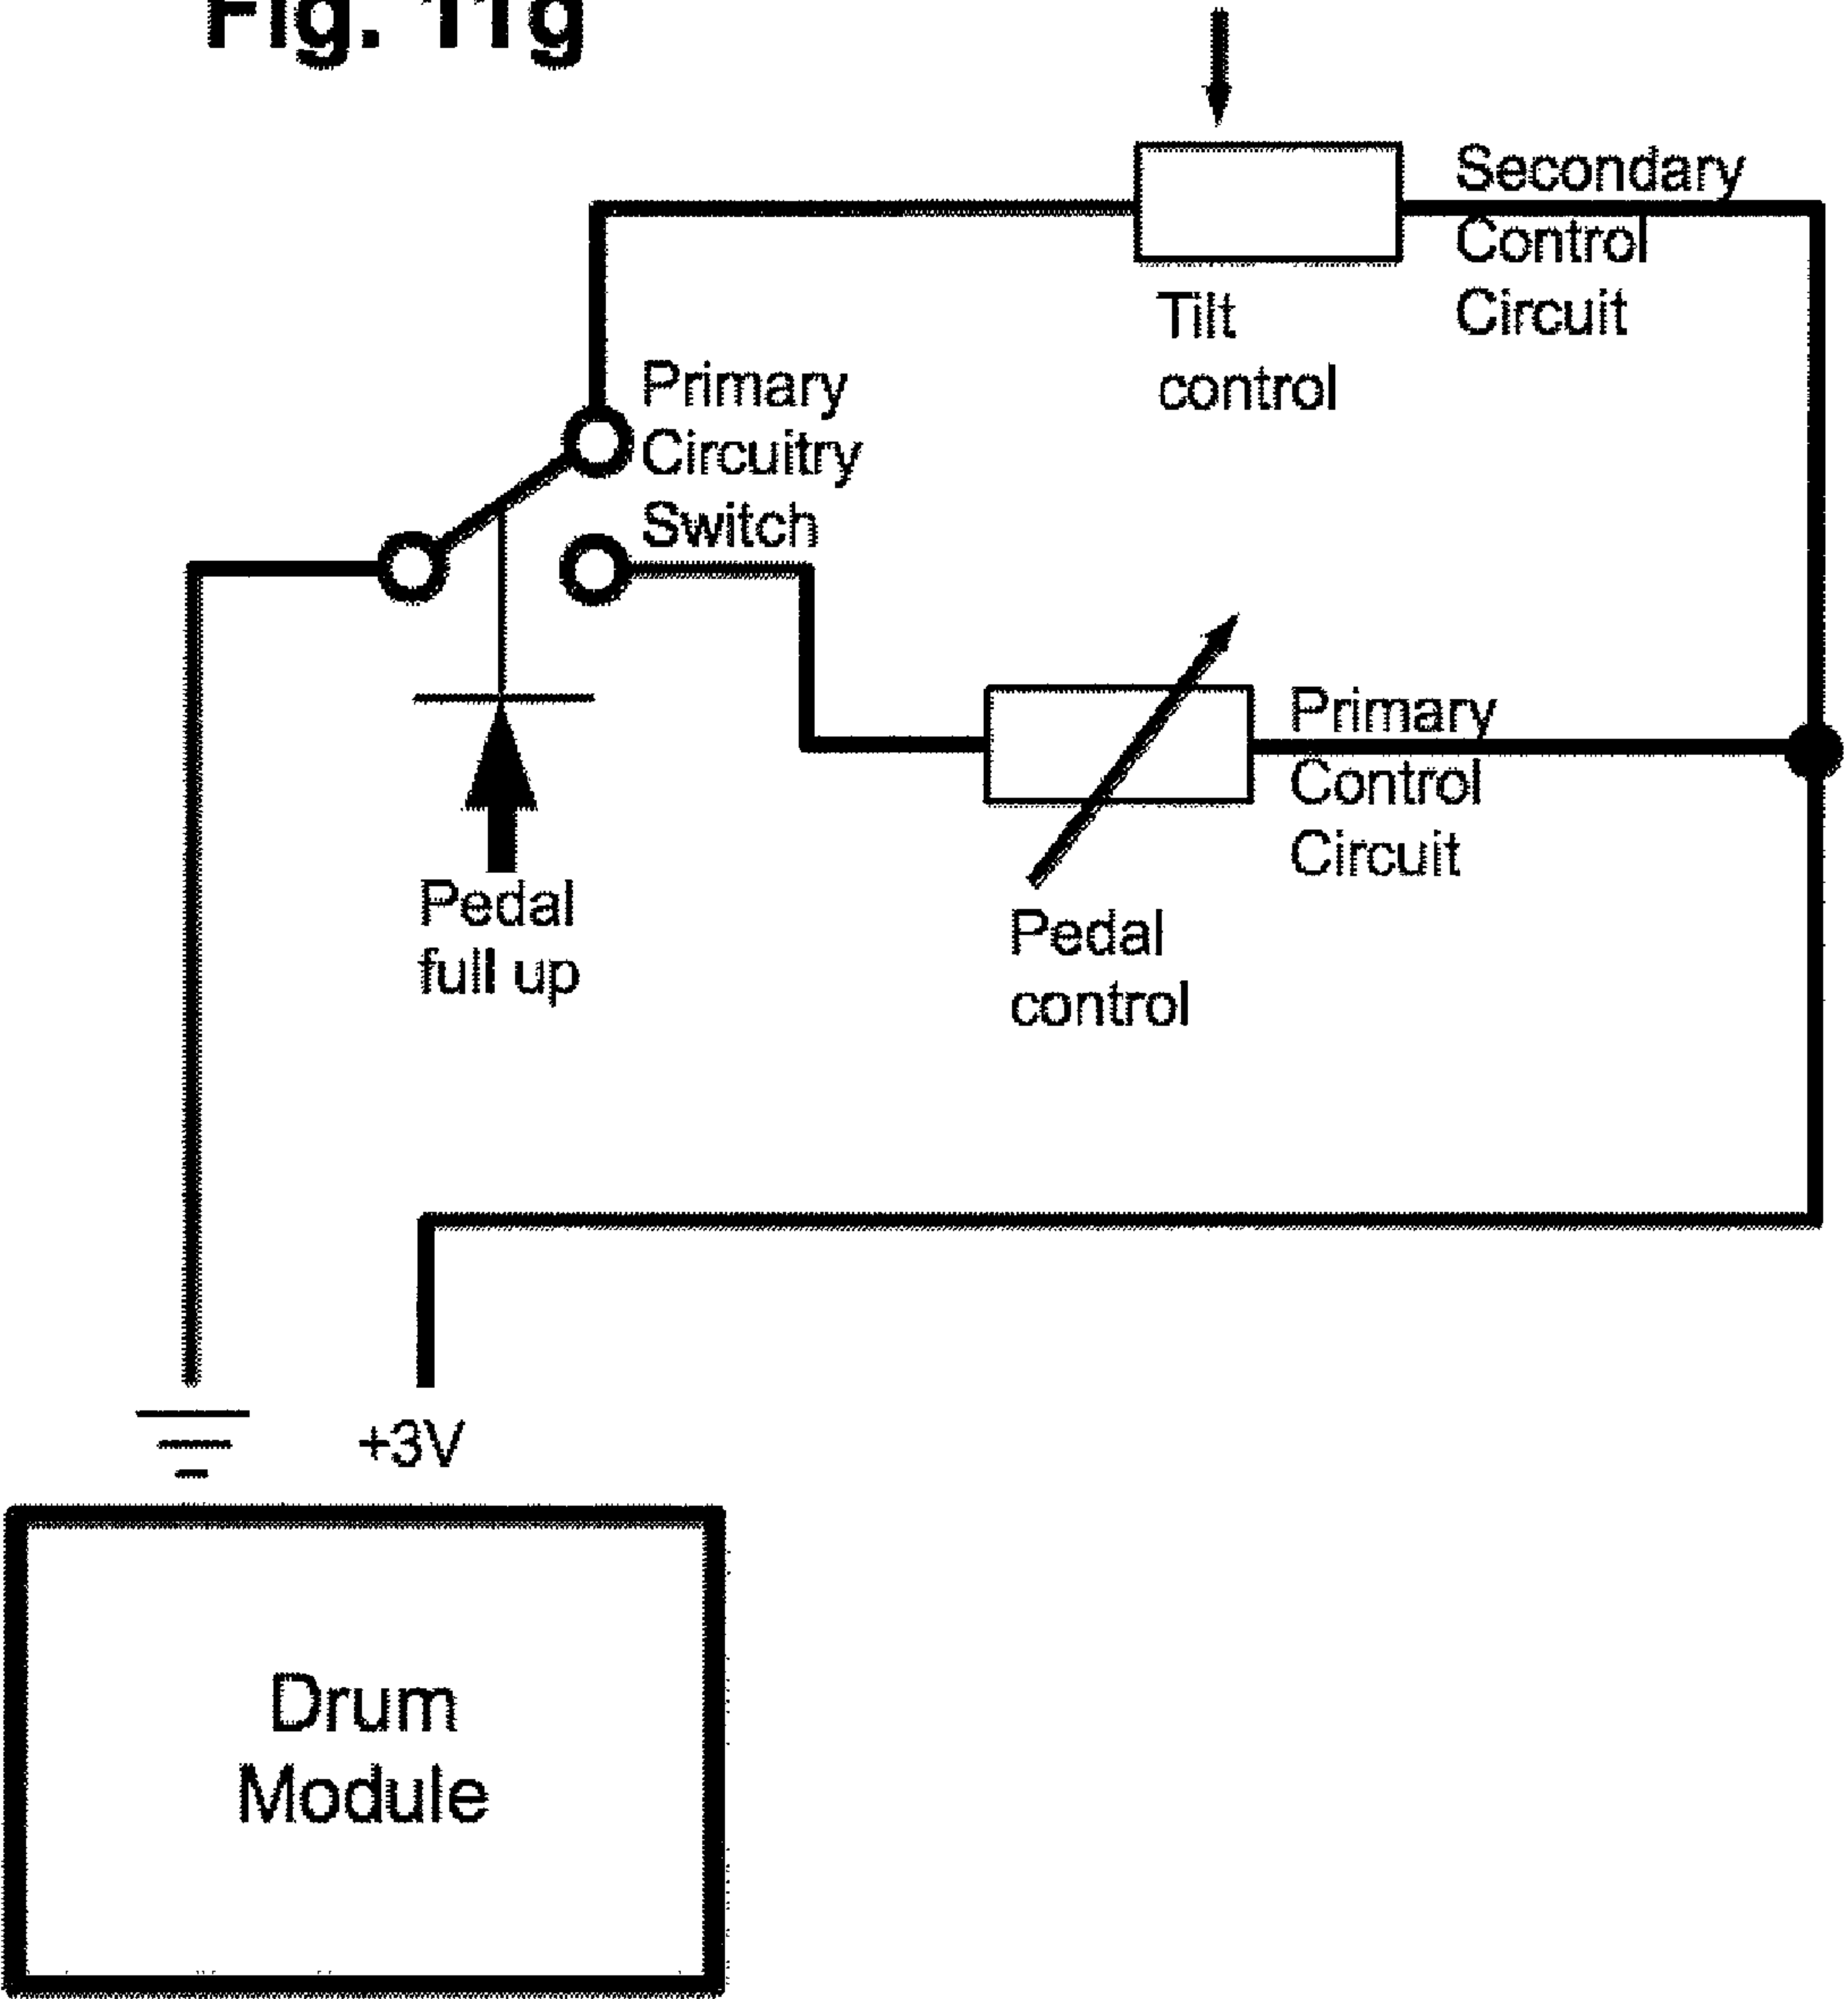 Fig. 11g
Secondary
Control
Circuit
Tilt
control
Primary
Circuitry
Switch
Primary
Control
Circuit
Pedal
full up
Pedal
control
+3V
Drum
Module